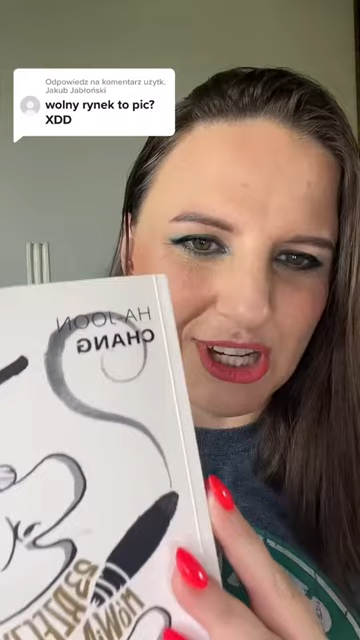 Odpowiedz na komentarz użytk.
Jakub Jabłoński
wolny rynek to pic?
XDD
HA-JOON
CHANG